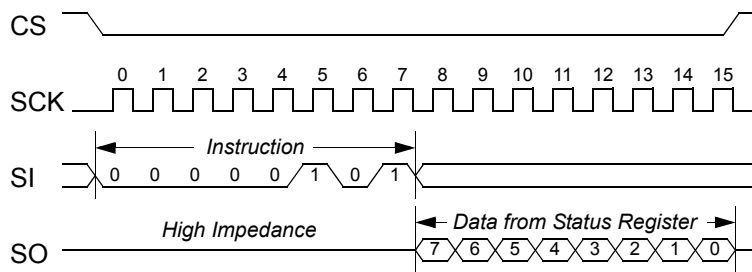 CS
0 1 2 3 4 5 6 7 8 9 10 11 12 13 14 15
SCK
Instruction
SI 0 0 0 0 0 1 0 1
High Impedance Data from Status Register
SO 7 6 5 4 3 2 1 0